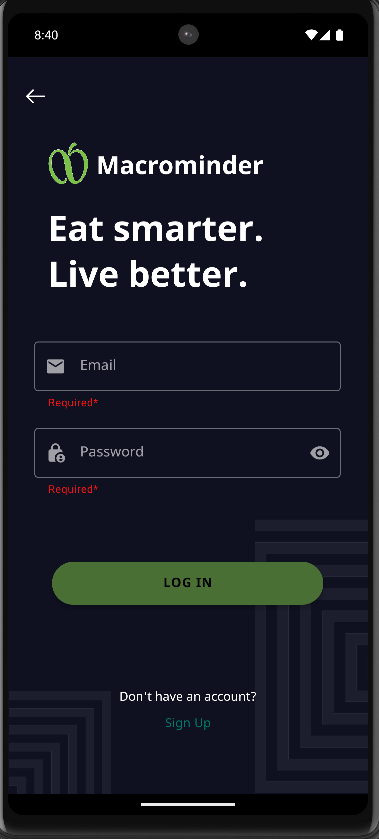 8:40
Macrominder
Eat smarter.
Live better.
Email
Required*
Password
Required*
LOG IN
Don't have an account?
Sign Up